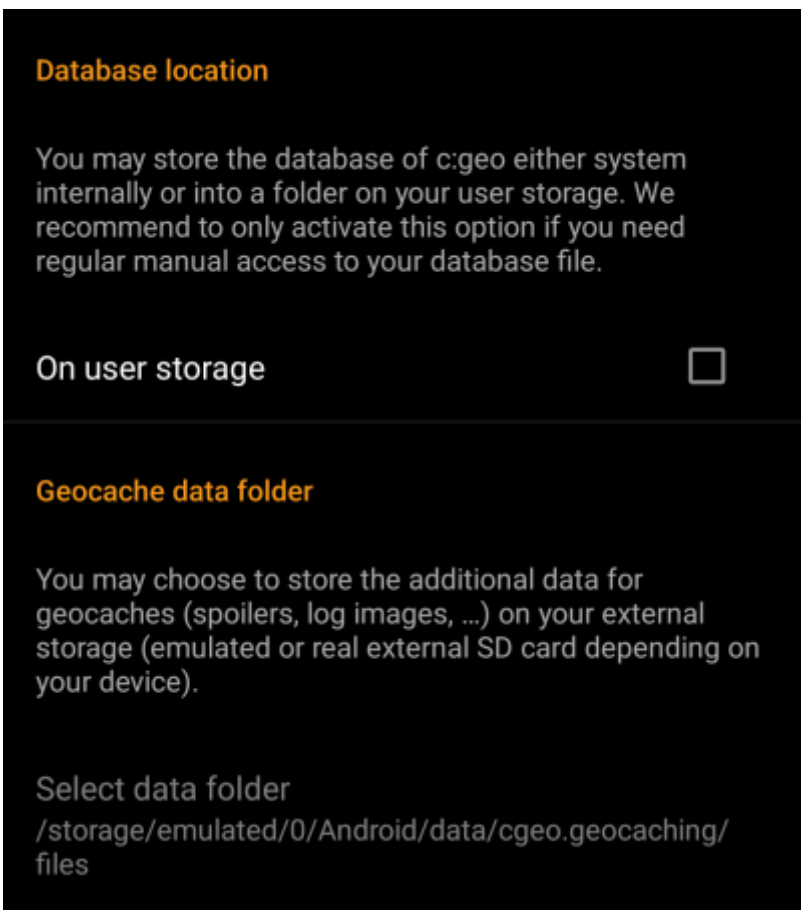 Database location
You may store the database of c:geo either system
internally or into a folder on your user storage. We
recommend to only activate this option if you need
regular manual access to your database file.
On user storage
Geocache data folder
You may choose to store the additional data for
geocaches (spoilers, log images, …) on your external
storage (emulated or real external SD card depending on
your device).
Select data folder
/storage/emulated/0/Android/data/cgeo.geocaching/
files